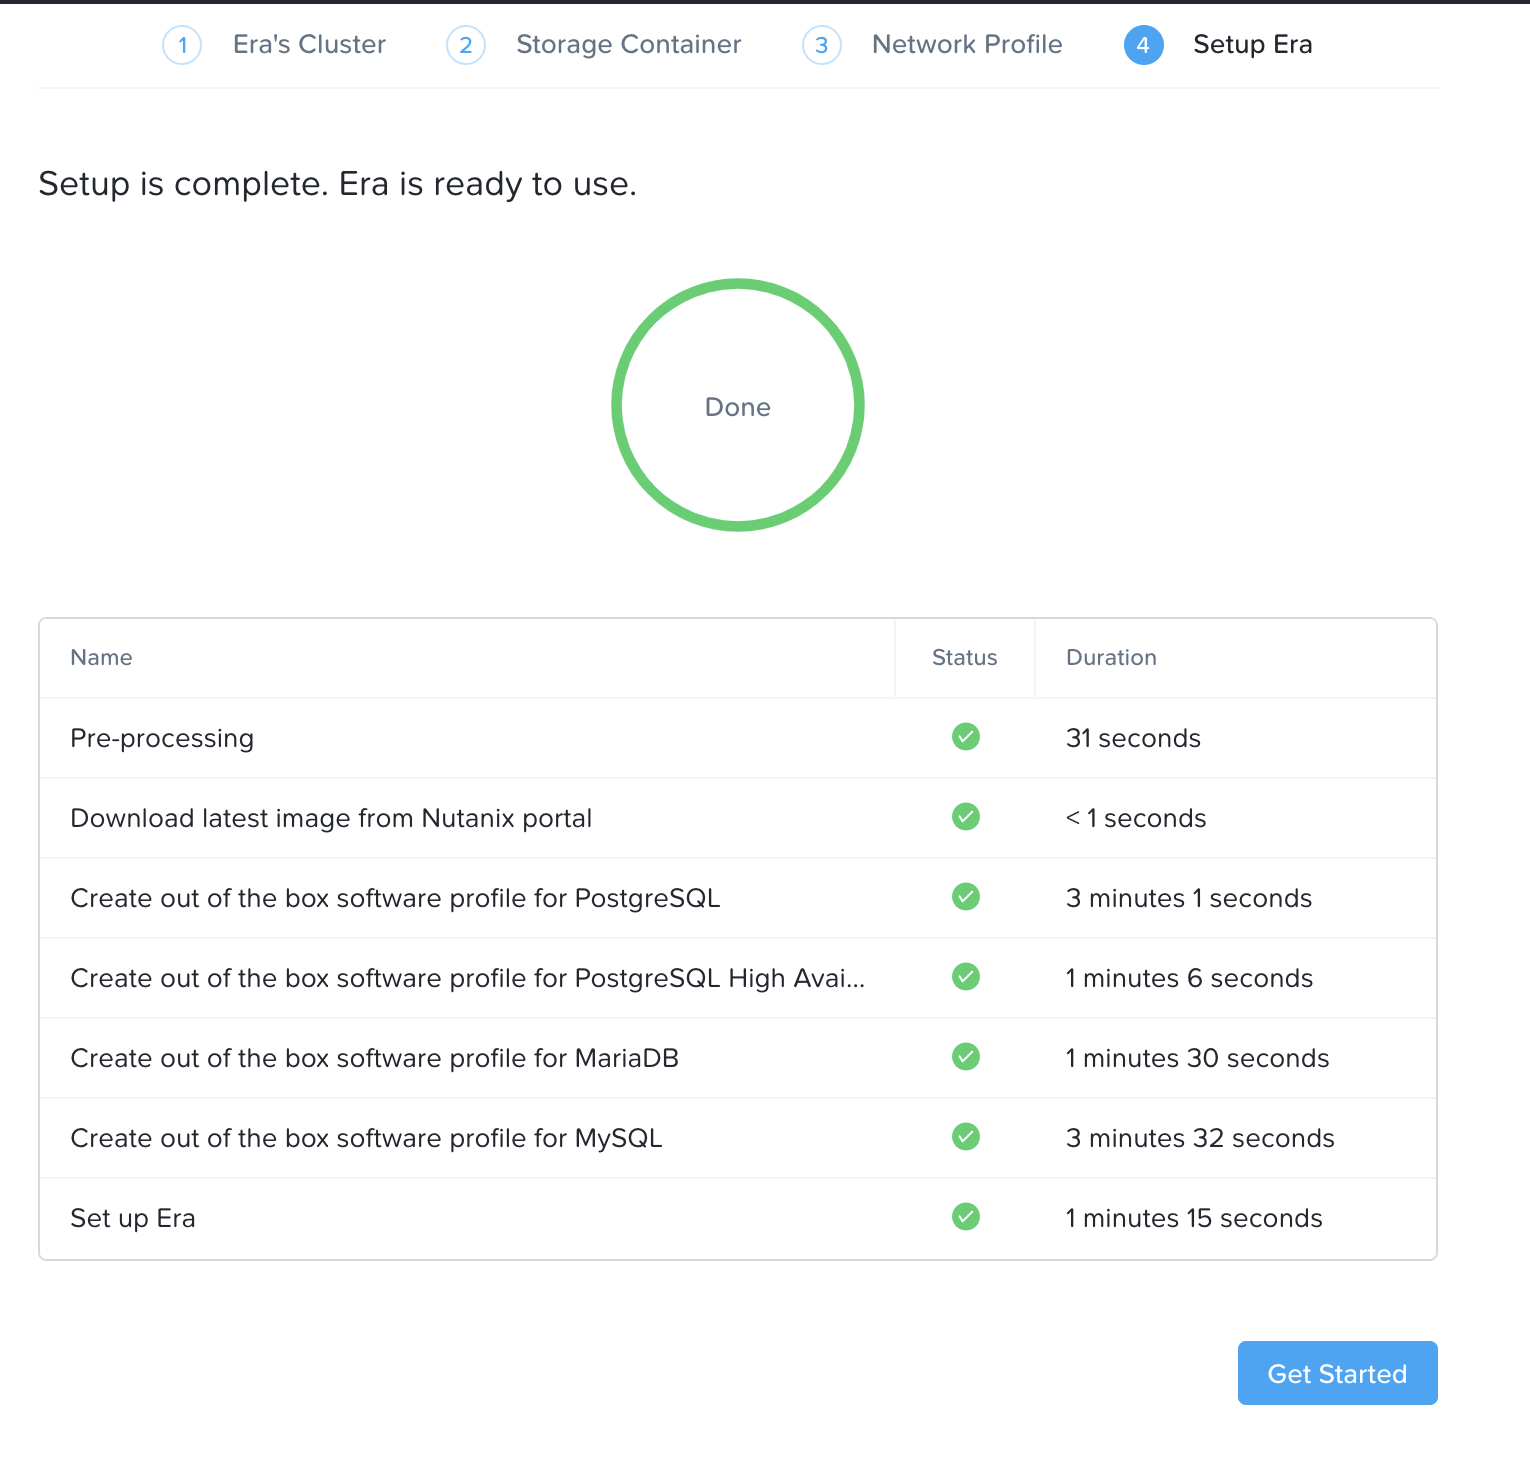 1 Era's Cluster 2 Storage Container 3 Network Profile 4 Setup Era
Setup is complete. Era is ready to use.
Done
Name Status Duration
Pre-processing 31 seconds
Download latest image from Nutanix portal < 1 seconds
Create out of the box software profile for PostgreSQL 3 minutes 1 seconds
Create out of the box software profile for PostgreSQL High Avai... 1 minutes 6 seconds
Create out of the box software profile for MariaDB 1 minutes 30 seconds
Create out of the box software profile for MySQL 3 minutes 32 seconds
Set up Era 1 minutes 15 seconds
Get Started